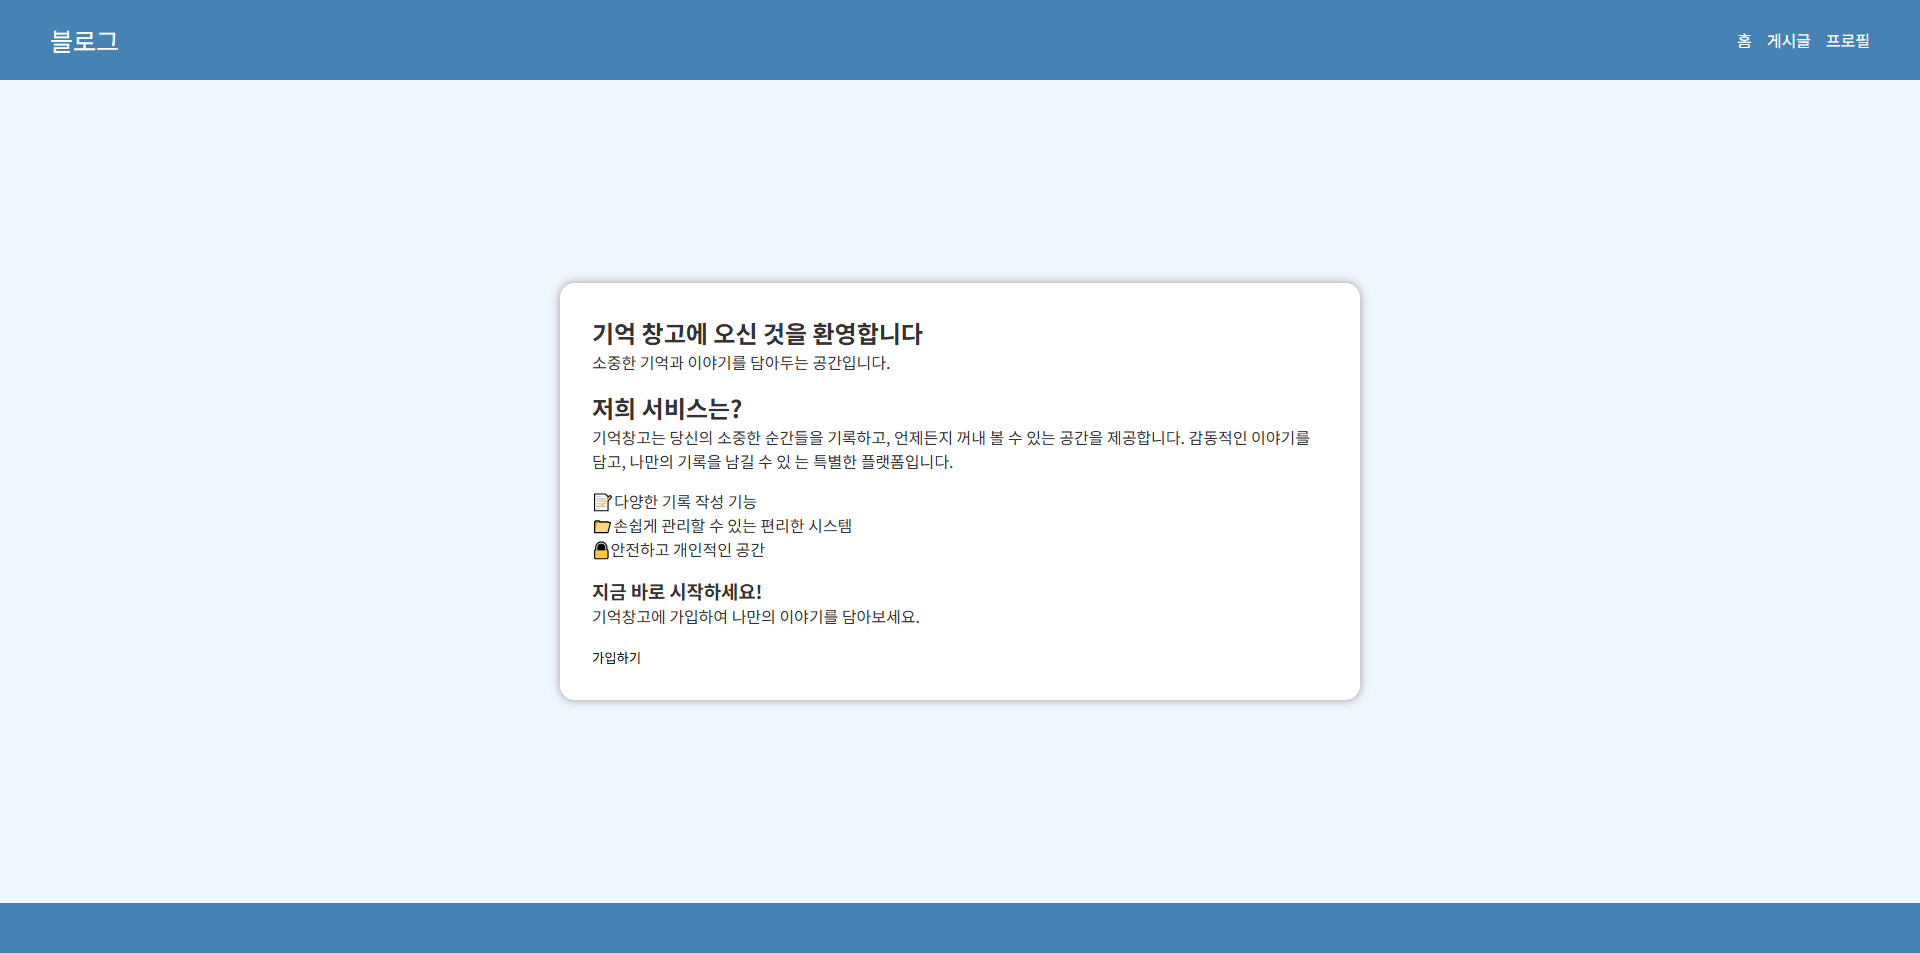 블로그
홈 게시글 프로필
기억 창고에 오신 것을 환영합니다
소중한 기억과 이야기를 담아두는 공간입니다.
저희 서비스는?
기억창고는 당신의 소중한 순간들을 기록하고, 언제든지 꺼내 볼 수 있는 공간을 제공합니다. 감동적인 이야기를
담고, 나만의 기록을 남길 수 있 는 특별한 플랫폼입니다.
📝다양한 기록 작성 기능
📂손쉽게 관리할 수 있는 편리한 시스템
🔒안전하고 개인적인 공간
지금 바로 시작하세요!
기억창고에 가입하여 나만의 이야기를 담아보세요.
가입하기